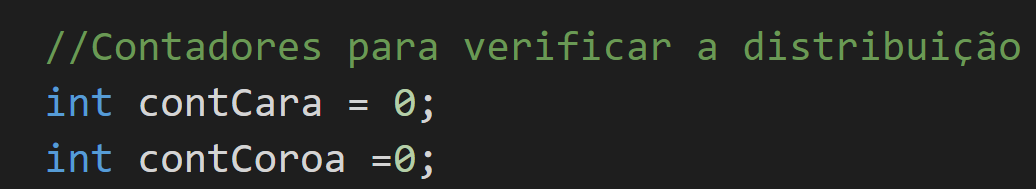 //Contadores para verificar a distribuição
int contCara = 0;
int contCoroa =0;